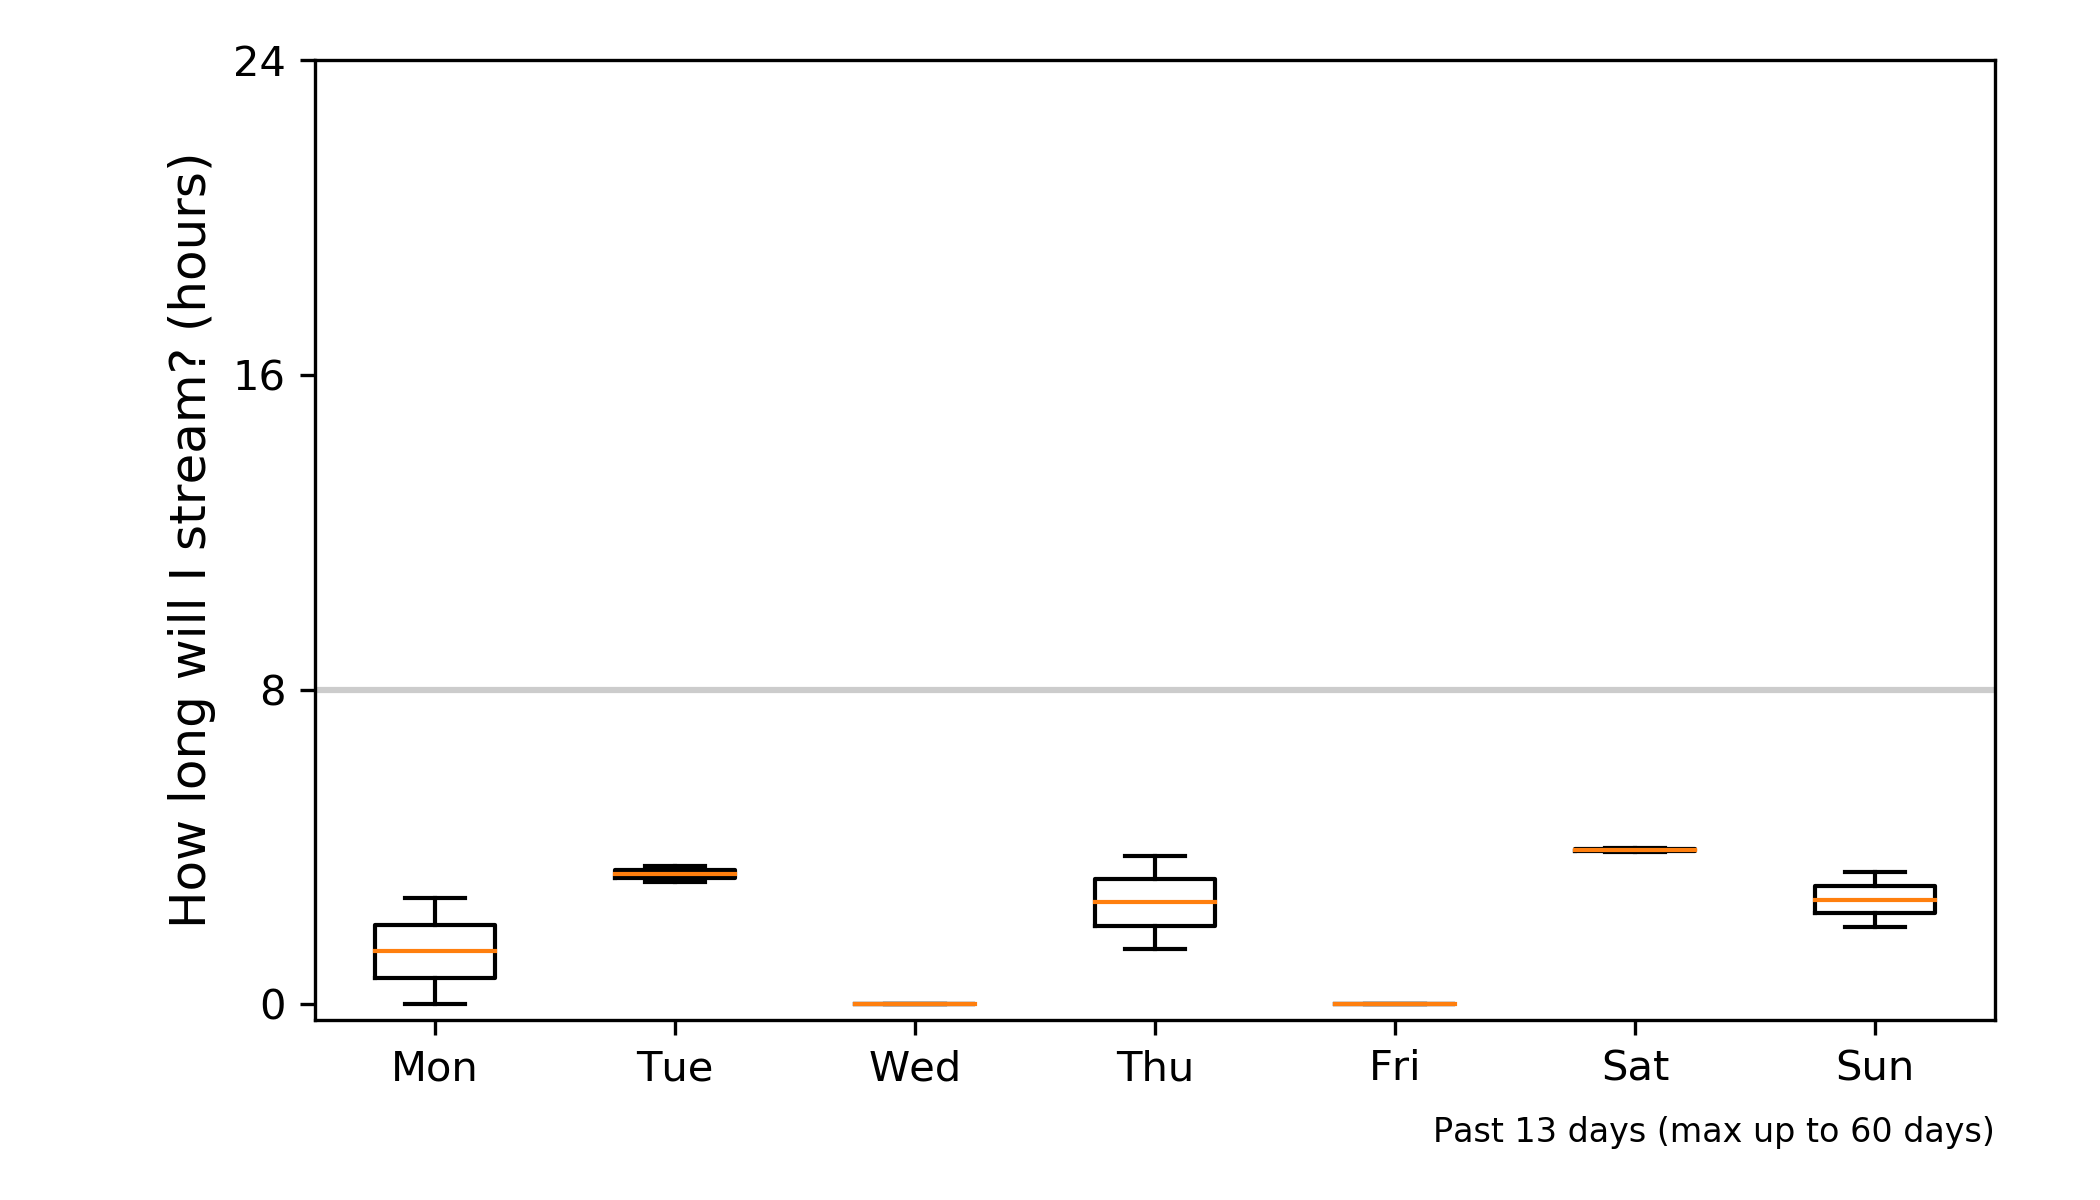 How long will I stream? (hours)
24
16
8
0
Mon Tue Wed Thu Fri Sat Sun
Past 13 days (max up to 60 days)